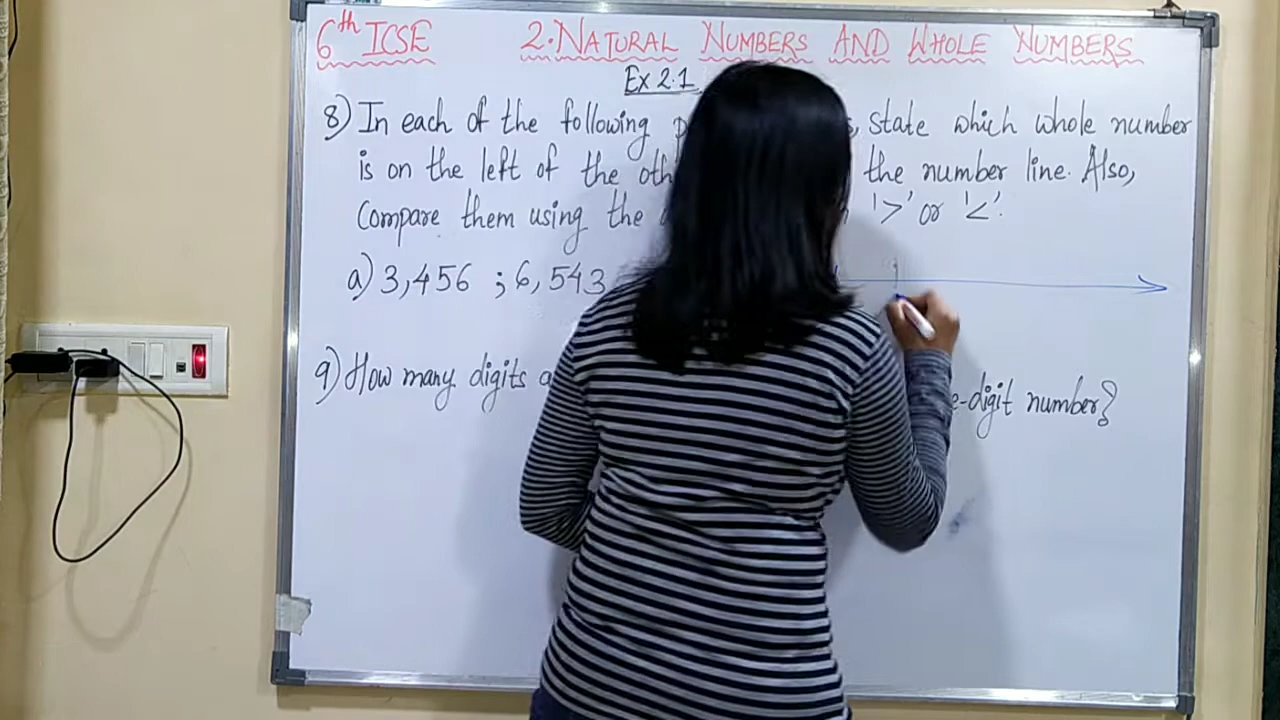 6th ICSE 2. NATURAL NUMBERS AND WHOLE NUMBERS
Ex 2.1
8) In each of the following state which whole number
is on the left of the the number line. Also,
Compare them using the '>' or '<'.
a) 3,456 ; 6,543
9) How many digits -digit number?